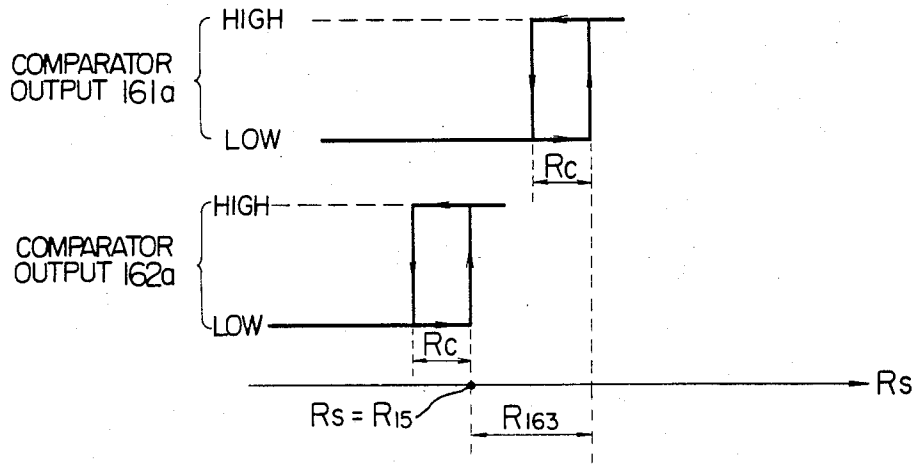 HIGH
COMPARATOR
OUTPUT 161a
LOW
Rc
HIGH
COMPARATOR
OUTPUT 162a
LOW
Rc
Rs
Rs = R15
R163